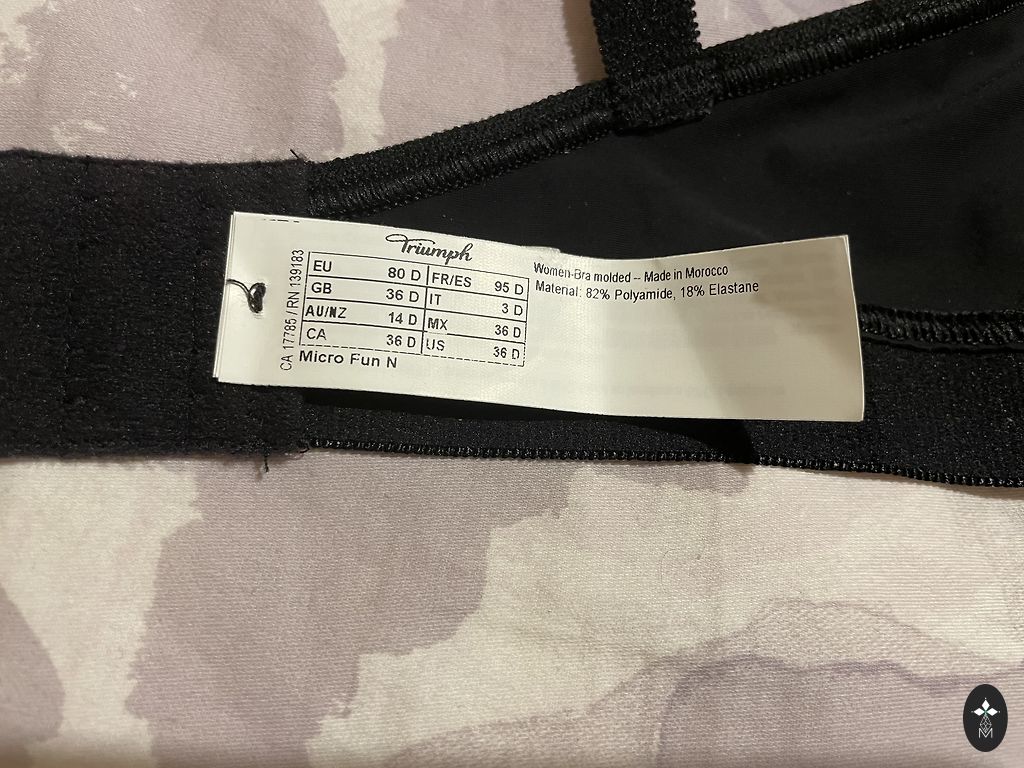 Triumph
CA 17785 / RN 139183
EU 80 D FR/ES 95 D
GB 36 D IT 3 D
AU/NZ 14 D MX 36 D
CA 36 D US 36 D
Micro Fun N
Women-Bra molded -- Made in Morocco
Material: 82% Polyamide, 18% Elastane
M